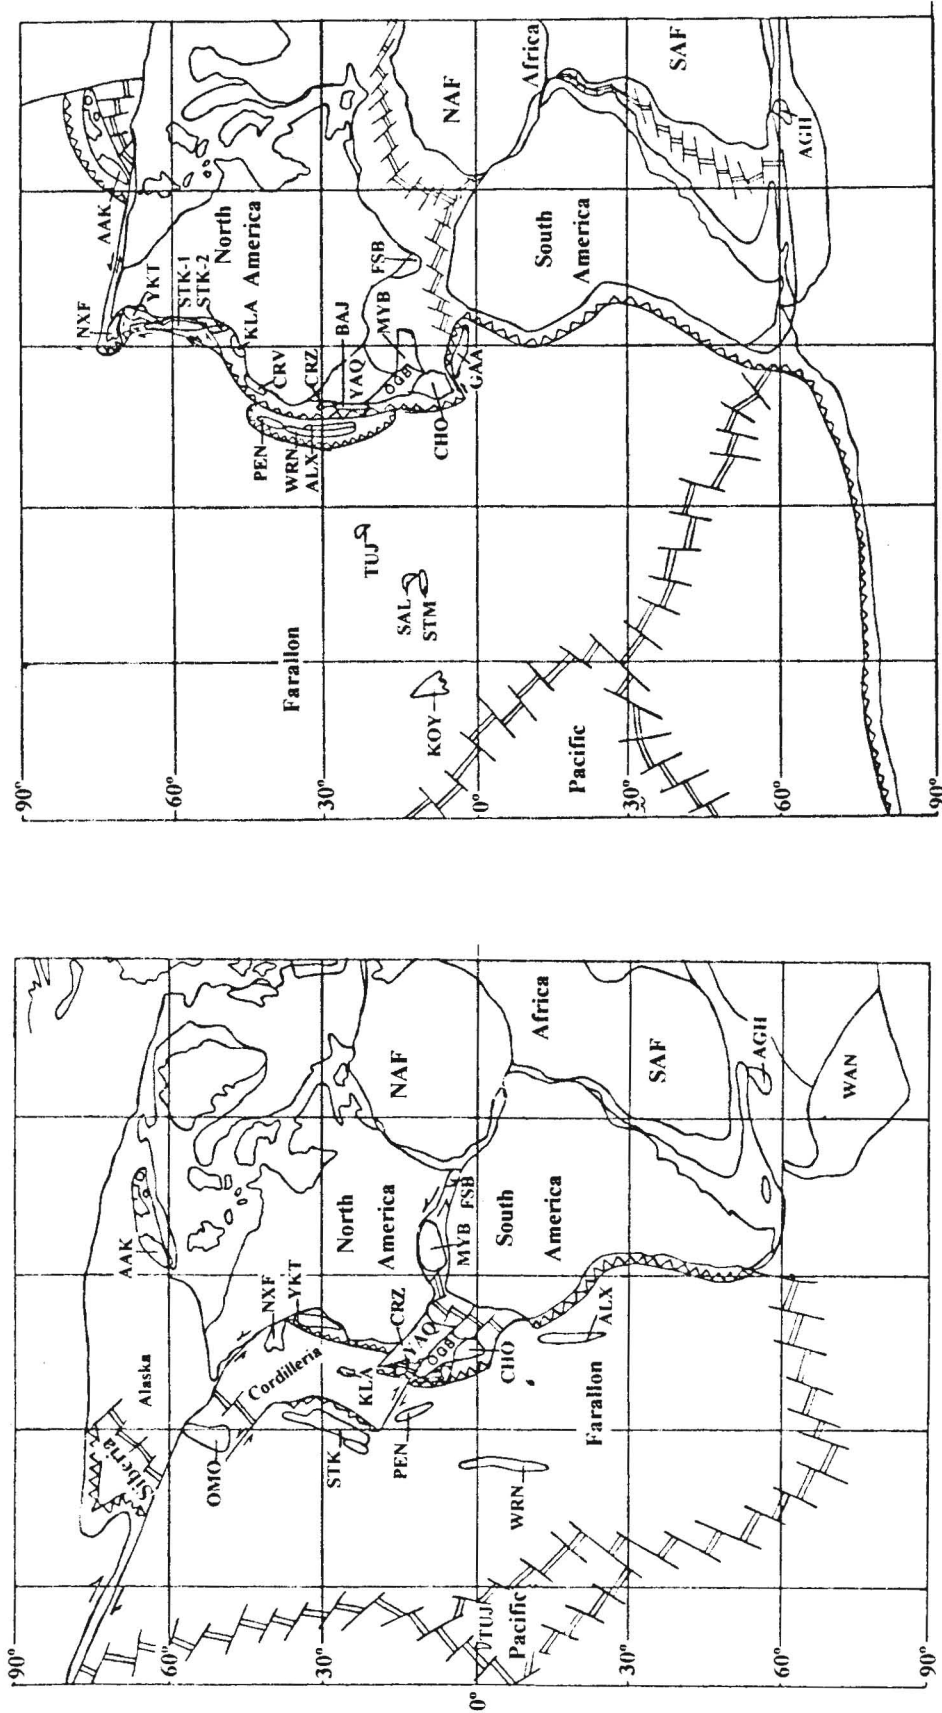 90°
60°
30°
0°
30°
60°
90°
AAK
NXF
YKT
STK-1
STK-2
North
America
KLA
CRV
CRZ
BAJ
YAQ
MYB
FSB
PEN
WRN
ALX
CHO
GAA
NAF
Africa
SAF
AGH
South
America
TUJ
SAL
STM
KOY
Farallon
Pacific
90°
60°
30°
0°
30°
60°
90°
AAK
Alaska
Siberia
OMO
Cordilleria
NXF
YKT
STK
KLA
PEN
CRZ
YAQ
CHO
North
America
MYB
FSB
South
America
NAF
Africa
SAF
AGH
WAN
ALX
WRN
Farallon
TUJ
Pacific